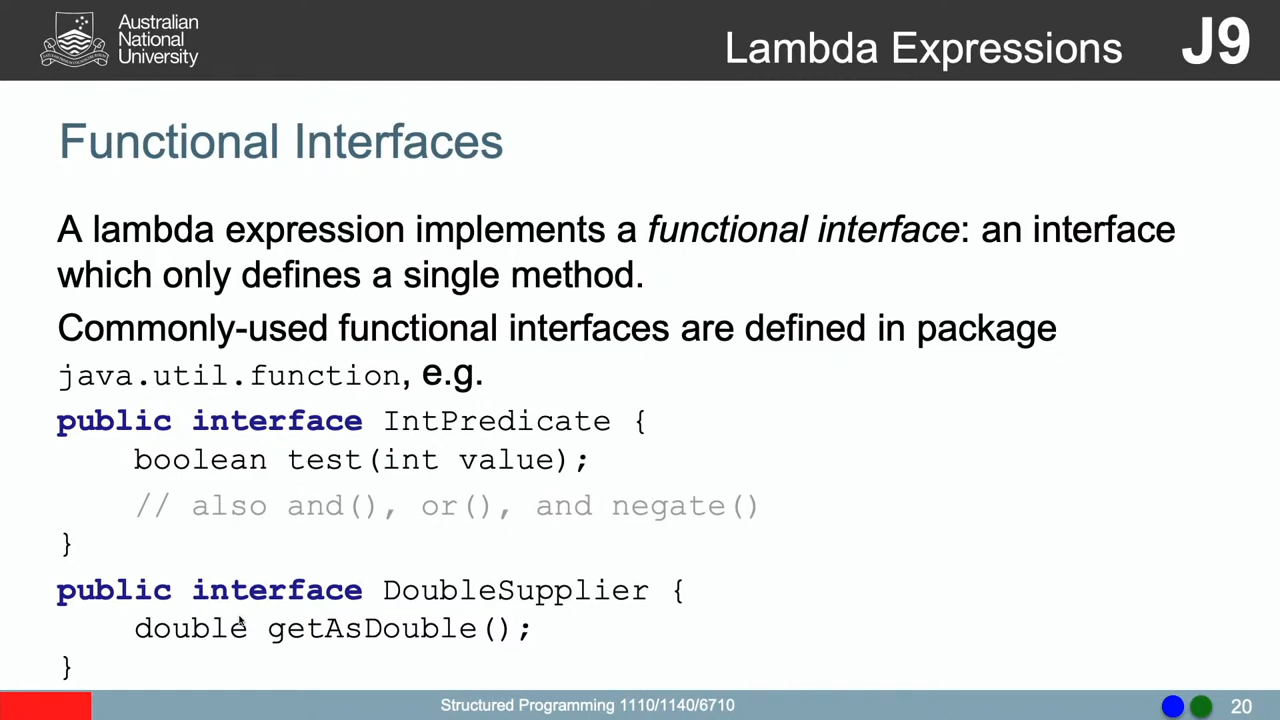 Australian
National
University
Lambda Expressions J9
Functional Interfaces
A lambda expression implements a functional interface: an interface
which only defines a single method.
Commonly-used functional interfaces are defined in package
java.util.function, e.g.
public interface IntPredicate {
boolean test(int value);
// also and(), or(), and negate()
}
public interface DoubleSupplier {
double getAsDouble();
}
Structured Programming 1110/1140/6710
20